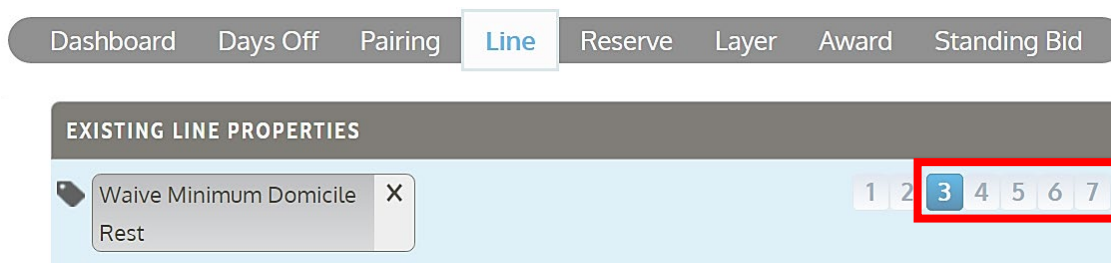 Dashboard Days Off Pairing Line Reserve Layer Award Standing Bid
EXISTING LINE PROPERTIES
Waive Minimum Domicile X 1 2 3 4 5 6 7
Rest